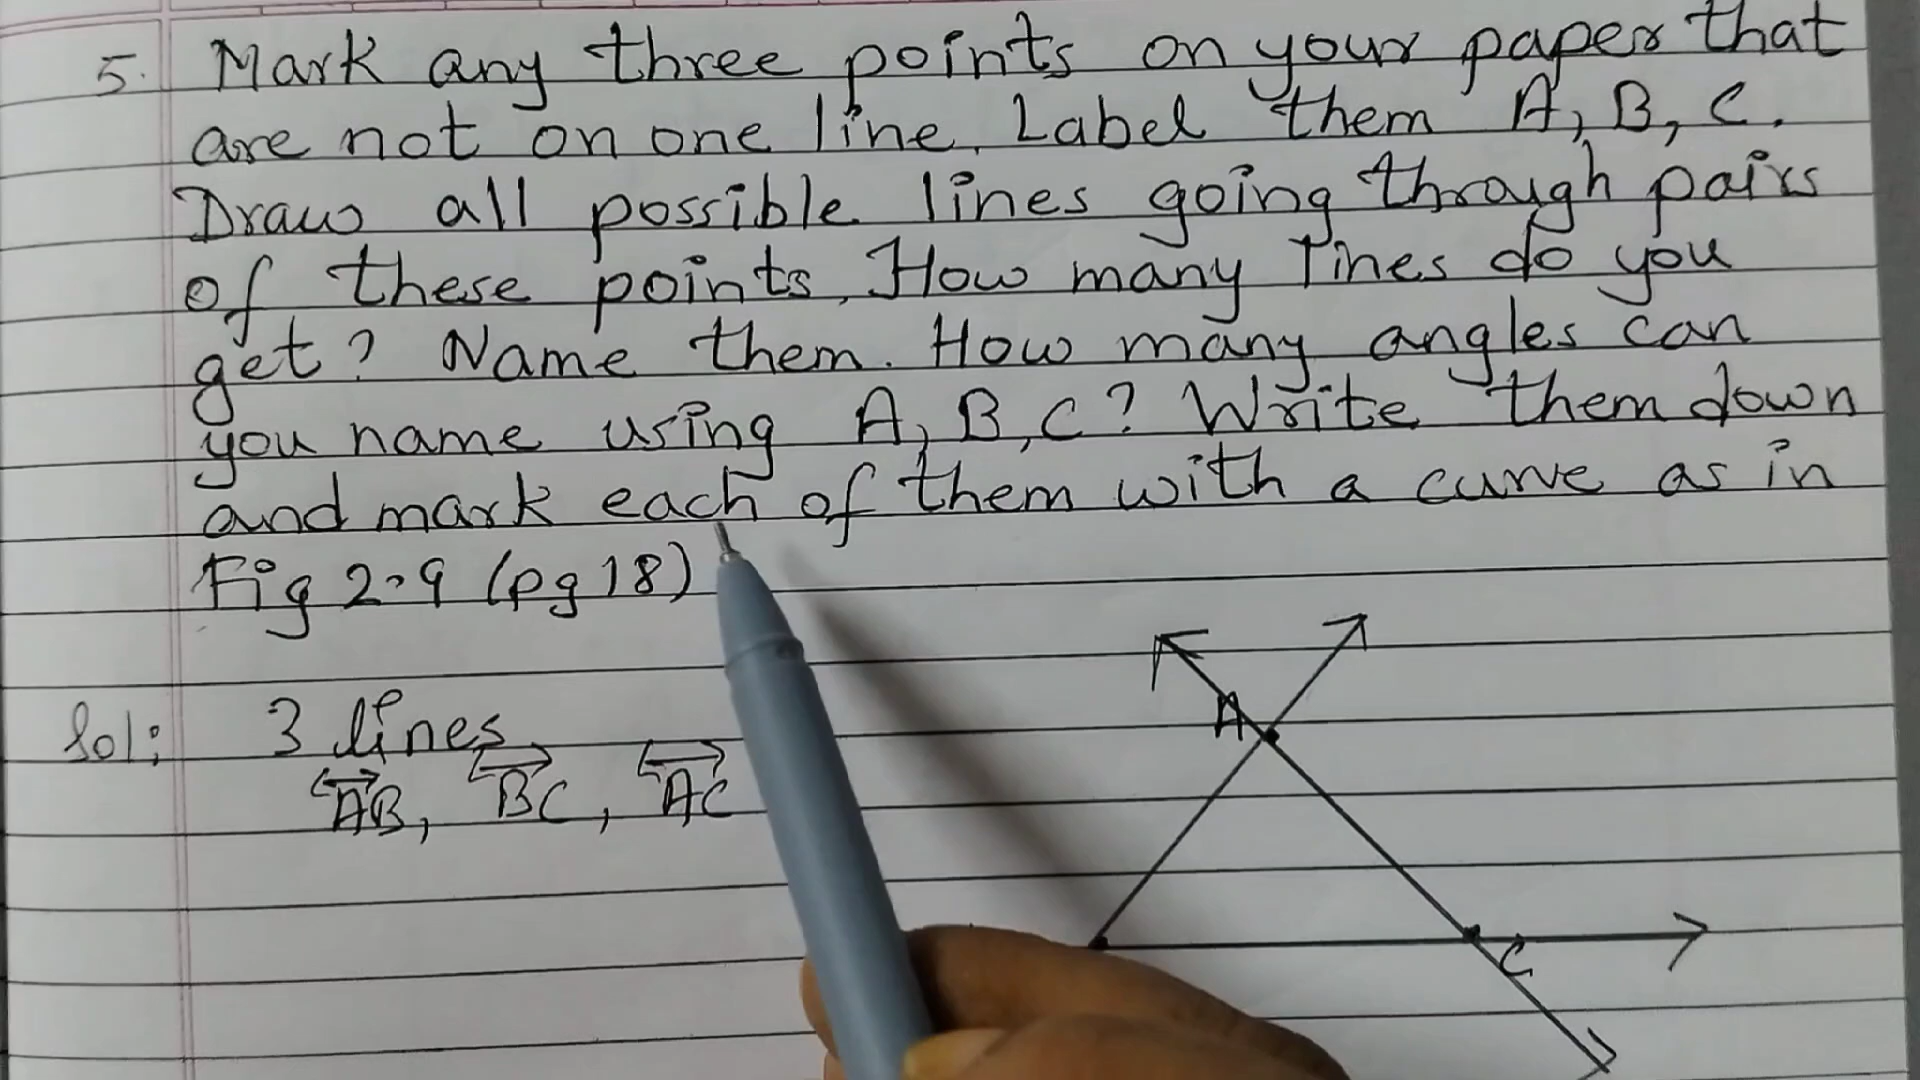 5. Mark any three points on your paper that
are not on one line. Label them A, B, C.
Draw all possible lines going through pairs
of these points. How many lines do you
get? Name them. How many angles can
you name using A, B, C? Write them down
and mark each of them with a curve as in
Fig 2.9 (pg 18)
Sol: 3 lines
AB, BC, AC
A
C